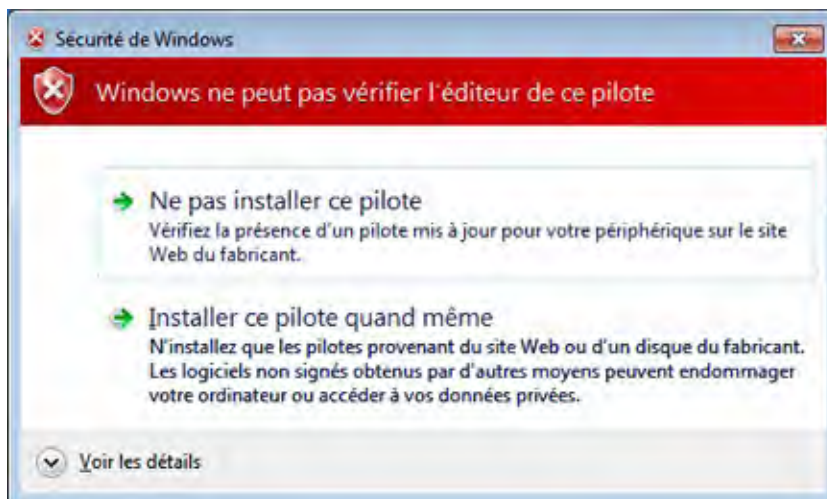 Sécurité de Windows
Windows ne peut pas vérifier l'éditeur de ce pilote
Ne pas installer ce pilote
Vérifiez la présence d'un pilote mis à jour pour votre périphérique sur le site
Web du fabricant.
Installer ce pilote quand même
N'installez que les pilotes provenant du site Web ou d'un disque du fabricant.
Les logiciels non signés obtenus par d'autres moyens peuvent endommager
votre ordinateur ou accéder à vos données privées.
Voir les détails